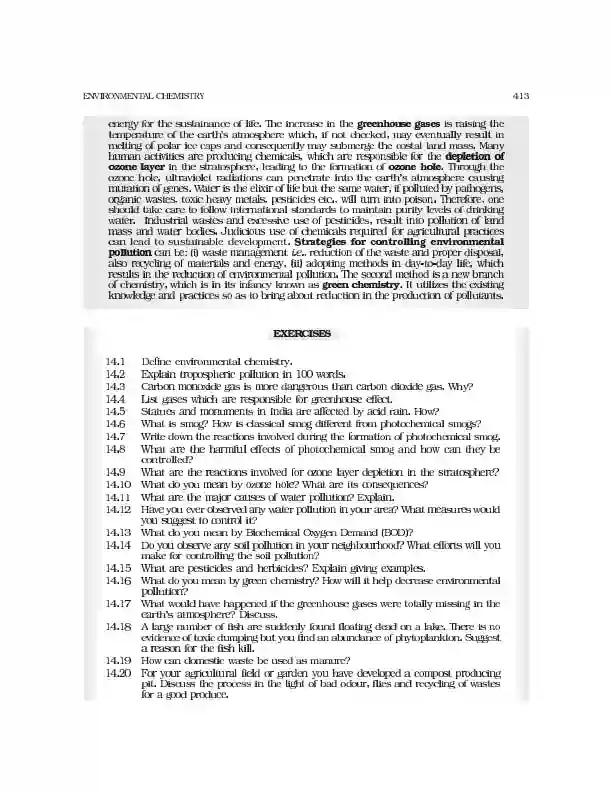 ENVIRONMENTAL CHEMISTRY 413
energy for the sustainance of life. The increase in the greenhouse gases is raising the
temperature of the earth's atmosphere which, if not checked, may eventually result in
melting of polar ice caps and consequently may submerge the costal land mass. Many
human activities are producing chemicals, which are responsible for the depletion of
ozone layer in the stratosphere, leading to the formation of ozone hole. Through the
ozone hole, ultraviolet radiations can penetrate into the earth's atmosphere causing
mutation of genes. Water is the elixir of life but the same water, if polluted by pathogens,
organic wastes, toxic heavy metals, pesticides etc., will turn into poison. Therefore, one
should take care to follow international standards to maintain purity levels of drinking
water. Industrial wastes and excessive use of pesticides, result into pollution of land
mass and water bodies. Judicious use of chemicals required for agricultural practices
can lead to sustainable development. Strategies for controlling environmental
pollution can be: (i) waste management i.e., reduction of the waste and proper disposal,
also recycling of materials and energy, (ii) adopting methods in day-to-day life, which
results in the reduction of environmental pollution. The second method is a new branch
of chemistry, which is in its infancy known as green chemistry. It utilizes the existing
knowledge and practices so as to bring about reduction in the production of pollutants.
EXERCISES
14.1 Define environmental chemistry.
14.2 Explain tropospheric pollution in 100 words.
14.3 Carbon monoxide gas is more dangerous than carbon dioxide gas. Why?
14.4 List gases which are responsible for greenhouse effect.
14.5 Statues and monuments in India are affected by acid rain. How?
14.6 What is smog? How is classical smog different from photochemical smogs?
14.7 Write down the reactions involved during the formation of photochemical smog.
14.8 What are the harmful effects of photochemical smog and how can they be
controlled?
14.9 What are the reactions involved for ozone layer depletion in the stratosphere?
14.10 What do you mean by ozone hole? What are its consequences?
14.11 What are the major causes of water pollution? Explain.
14.12 Have you ever observed any water pollution in your area? What measures would
you suggest to control it?
14.13 What do you mean by Biochemical Oxygen Demand (BOD)?
14.14 Do you observe any soil pollution in your neighbourhood? What efforts will you
make for controlling the soil pollution?
14.15 What are pesticides and herbicides? Explain giving examples.
14.16 What do you mean by green chemistry? How will it help decrease environmental
pollution?
14.17 What would have happened if the greenhouse gases were totally missing in the
earth's atmosphere? Discuss.
14.18 A large number of fish are suddenly found floating dead on a lake. There is no
evidence of toxic dumping but you find an abundance of phytoplankton. Suggest
a reason for the fish kill.
14.19 How can domestic waste be used as manure?
14.20 For your agricultural field or garden you have developed a compost producing
pit. Discuss the process in the light of bad odour, flies and recycling of wastes
for a good produce.